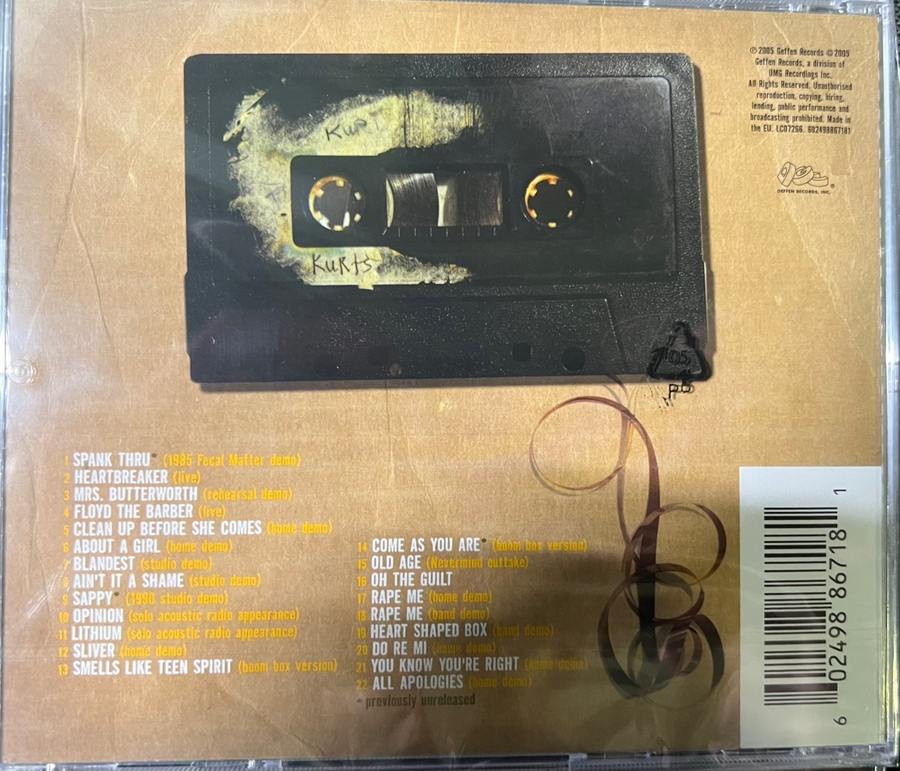 ℗ 2005 Geffen Records © 2005
Geffen Records, a division of
UMG Recordings Inc.
All Rights Reserved. Unauthorised
reproduction, copying, hiring,
lending, public performance and
broadcasting prohibited. Made in
the EU. LC07266. 602498867181
GEFFEN RECORDS, INC.
KURT
KURtS
05
PS
1 SPANK THRU* (1985 Fecal Matter demo)
2 HEARTBREAKER (live)
3 MRS. BUTTERWORTH (rehearsal demo)
4 FLOYD THE BARBER (live)
5 CLEAN UP BEFORE SHE COMES (home demo)
6 ABOUT A GIRL (home demo)
7 BLANDEST (studio demo)
8 AIN'T IT A SHAME (studio demo)
9 SAPPY* (1990 studio demo)
10 OPINION (solo acoustic radio appearance)
11 LITHIUM (solo acoustic radio appearance)
12 SLIVER (home demo)
13 SMELLS LIKE TEEN SPIRIT (boom box version)
14 COME AS YOU ARE* (boom box version)
15 OLD AGE (Nevermind outtake)
16 OH THE GUILT
17 RAPE ME (home demo)
18 RAPE ME (band demo)
19 HEART SHAPED BOX (band demo)
20 DO RE MI (home demo)
21 YOU KNOW YOU'RE RIGHT (home demo)
22 ALL APOLOGIES (home demo)
* previously unreleased
6 02498 86718 1